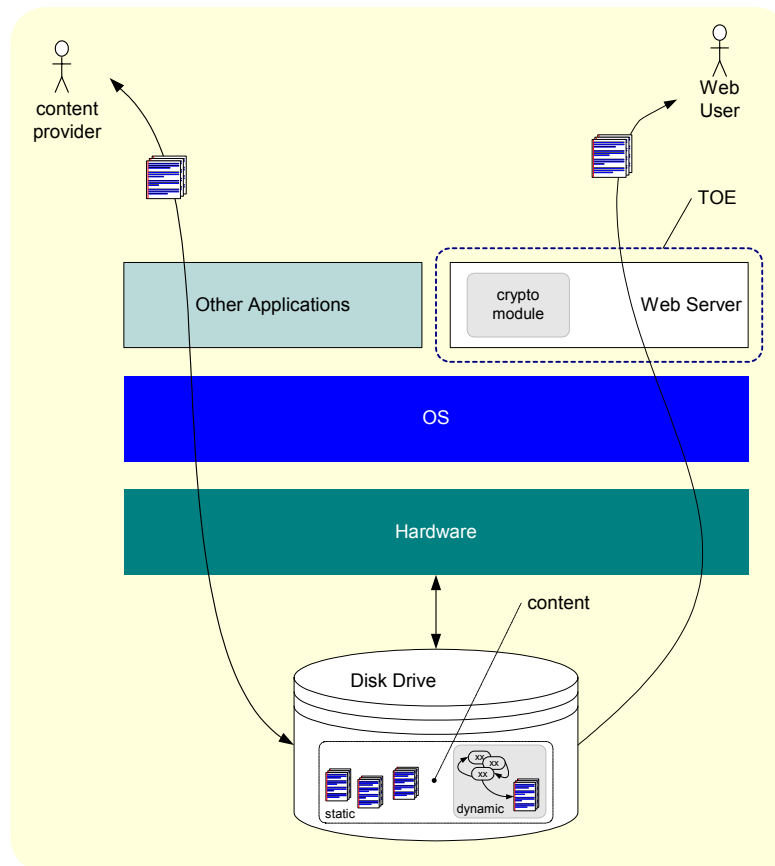 content
provider
Web
User
TOE
Other Applications
crypto
module
Web Server
OS
Hardware
content
Disk Drive
xx
xx
xx
static
dynamic